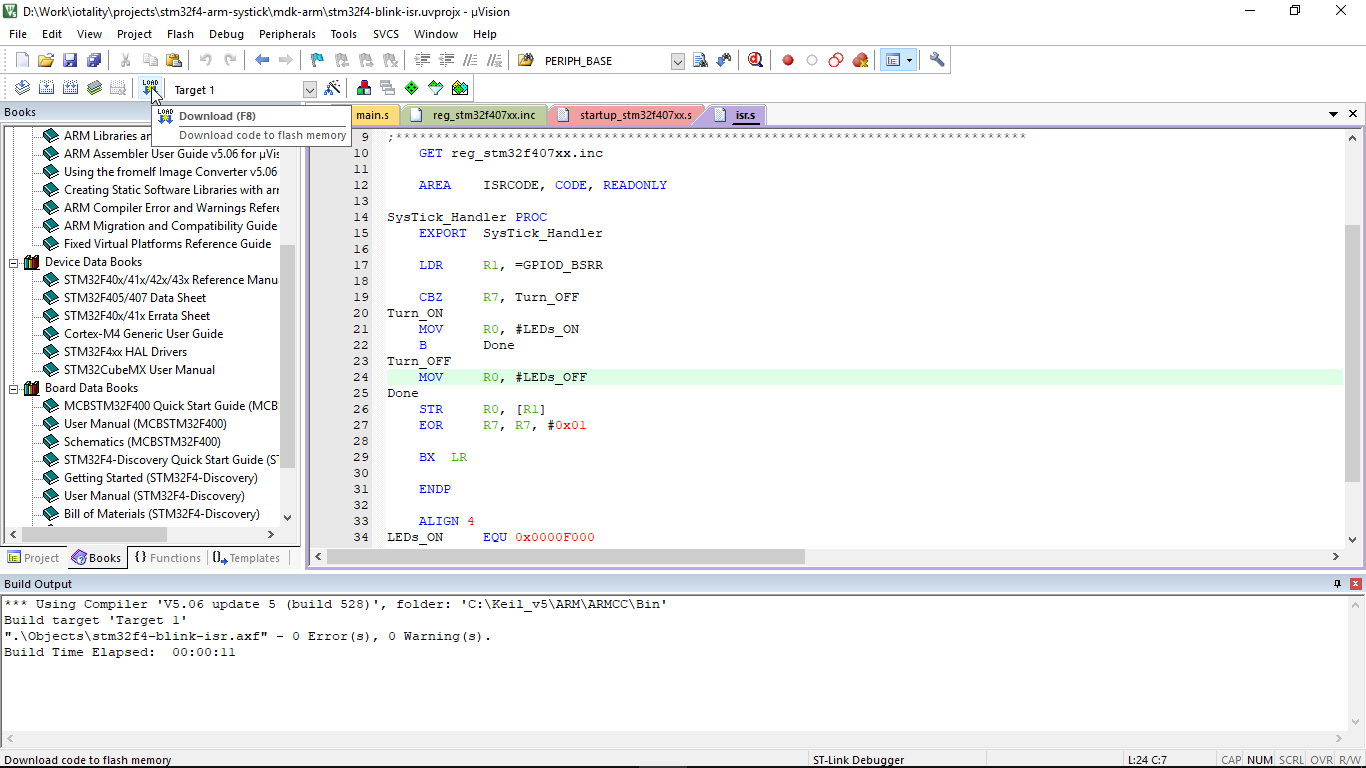 D:\Work\iotality\projects\stm32f4-arm-systick\mdk-arm\stm32f4-blink-isr.uvprojx - µVision
File Edit View Project Flash Debug Peripherals Tools SVCS Window Help
PERIPH_BASE
LOAD Target 1
Books
LOAD Download (F8)
Download code to flash memory
main.s reg_stm32f407xx.inc startup_stm32f407xx.s isr.s
ARM Libraries an
ARM Assembler User Guide v5.06 for µVis
Using the fromelf Image Converter v5.06
Creating Static Software Libraries with arr
ARM Compiler Error and Warnings Refere
ARM Migration and Compatibility Guide
Fixed Virtual Platforms Reference Guide
Device Data Books
STM32F40x/41x/42x/43x Reference Manu
STM32F405/407 Data Sheet
STM32F40x/41x Errata Sheet
Cortex-M4 Generic User Guide
STM32F4xx HAL Drivers
STM32CubeMX User Manual
Board Data Books
MCBSTM32F400 Quick Start Guide (MCB
User Manual (MCBSTM32F400)
Schematics (MCBSTM32F400)
STM32F4-Discovery Quick Start Guide (ST
Getting Started (STM32F4-Discovery)
User Manual (STM32F4-Discovery)
Bill of Materials (STM32F4-Discovery)
Project Books {} Functions 0 Templates
9 ;*******************************************************************************
10 GET reg_stm32f407xx.inc
11
12 AREA ISRCODE, CODE, READONLY
13
14 SysTick_Handler PROC
15 EXPORT SysTick_Handler
16
17 LDR R1, =GPIOD_BSRR
18
19 CBZ R7, Turn_OFF
20 Turn_ON
21 MOV R0, #LEDs_ON
22 B Done
23 Turn_OFF
24 MOV R0, #LEDs_OFF
25 Done
26 STR R0, [R1]
27 EOR R7, R7, #0x01
28
29 BX LR
30
31 ENDP
32
33 ALIGN 4
34 LEDs_ON EQU 0x0000F000
Build Output
*** Using Compiler 'V5.06 update 5 (build 528)', folder: 'C:\Keil_v5\ARM\ARMCC\Bin'
Build target 'Target 1'
".\Objects\stm32f4-blink-isr.axf" - 0 Error(s), 0 Warning(s).
Build Time Elapsed: 00:00:11
Download code to flash memory ST-Link Debugger L:24 C:7 CAP NUM SCRL OVR R/W